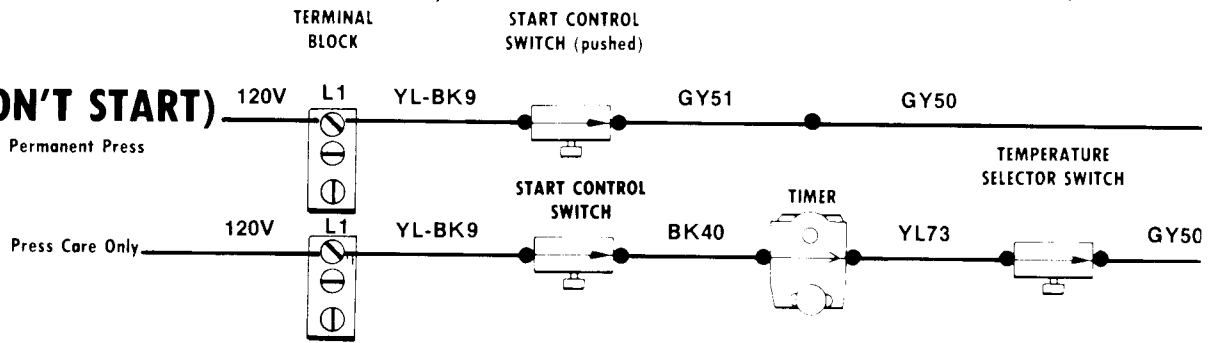 TERMINAL
BLOCK
START CONTROL
SWITCH (pushed)
ON'T START)
120V
L1
YL-BK9
GY51
GY50
Permanent Press
TEMPERATURE
SELECTOR SWITCH
START CONTROL
SWITCH
TIMER
Press Care Only
120V
L1
YL-BK9
BK40
YL73
GY50